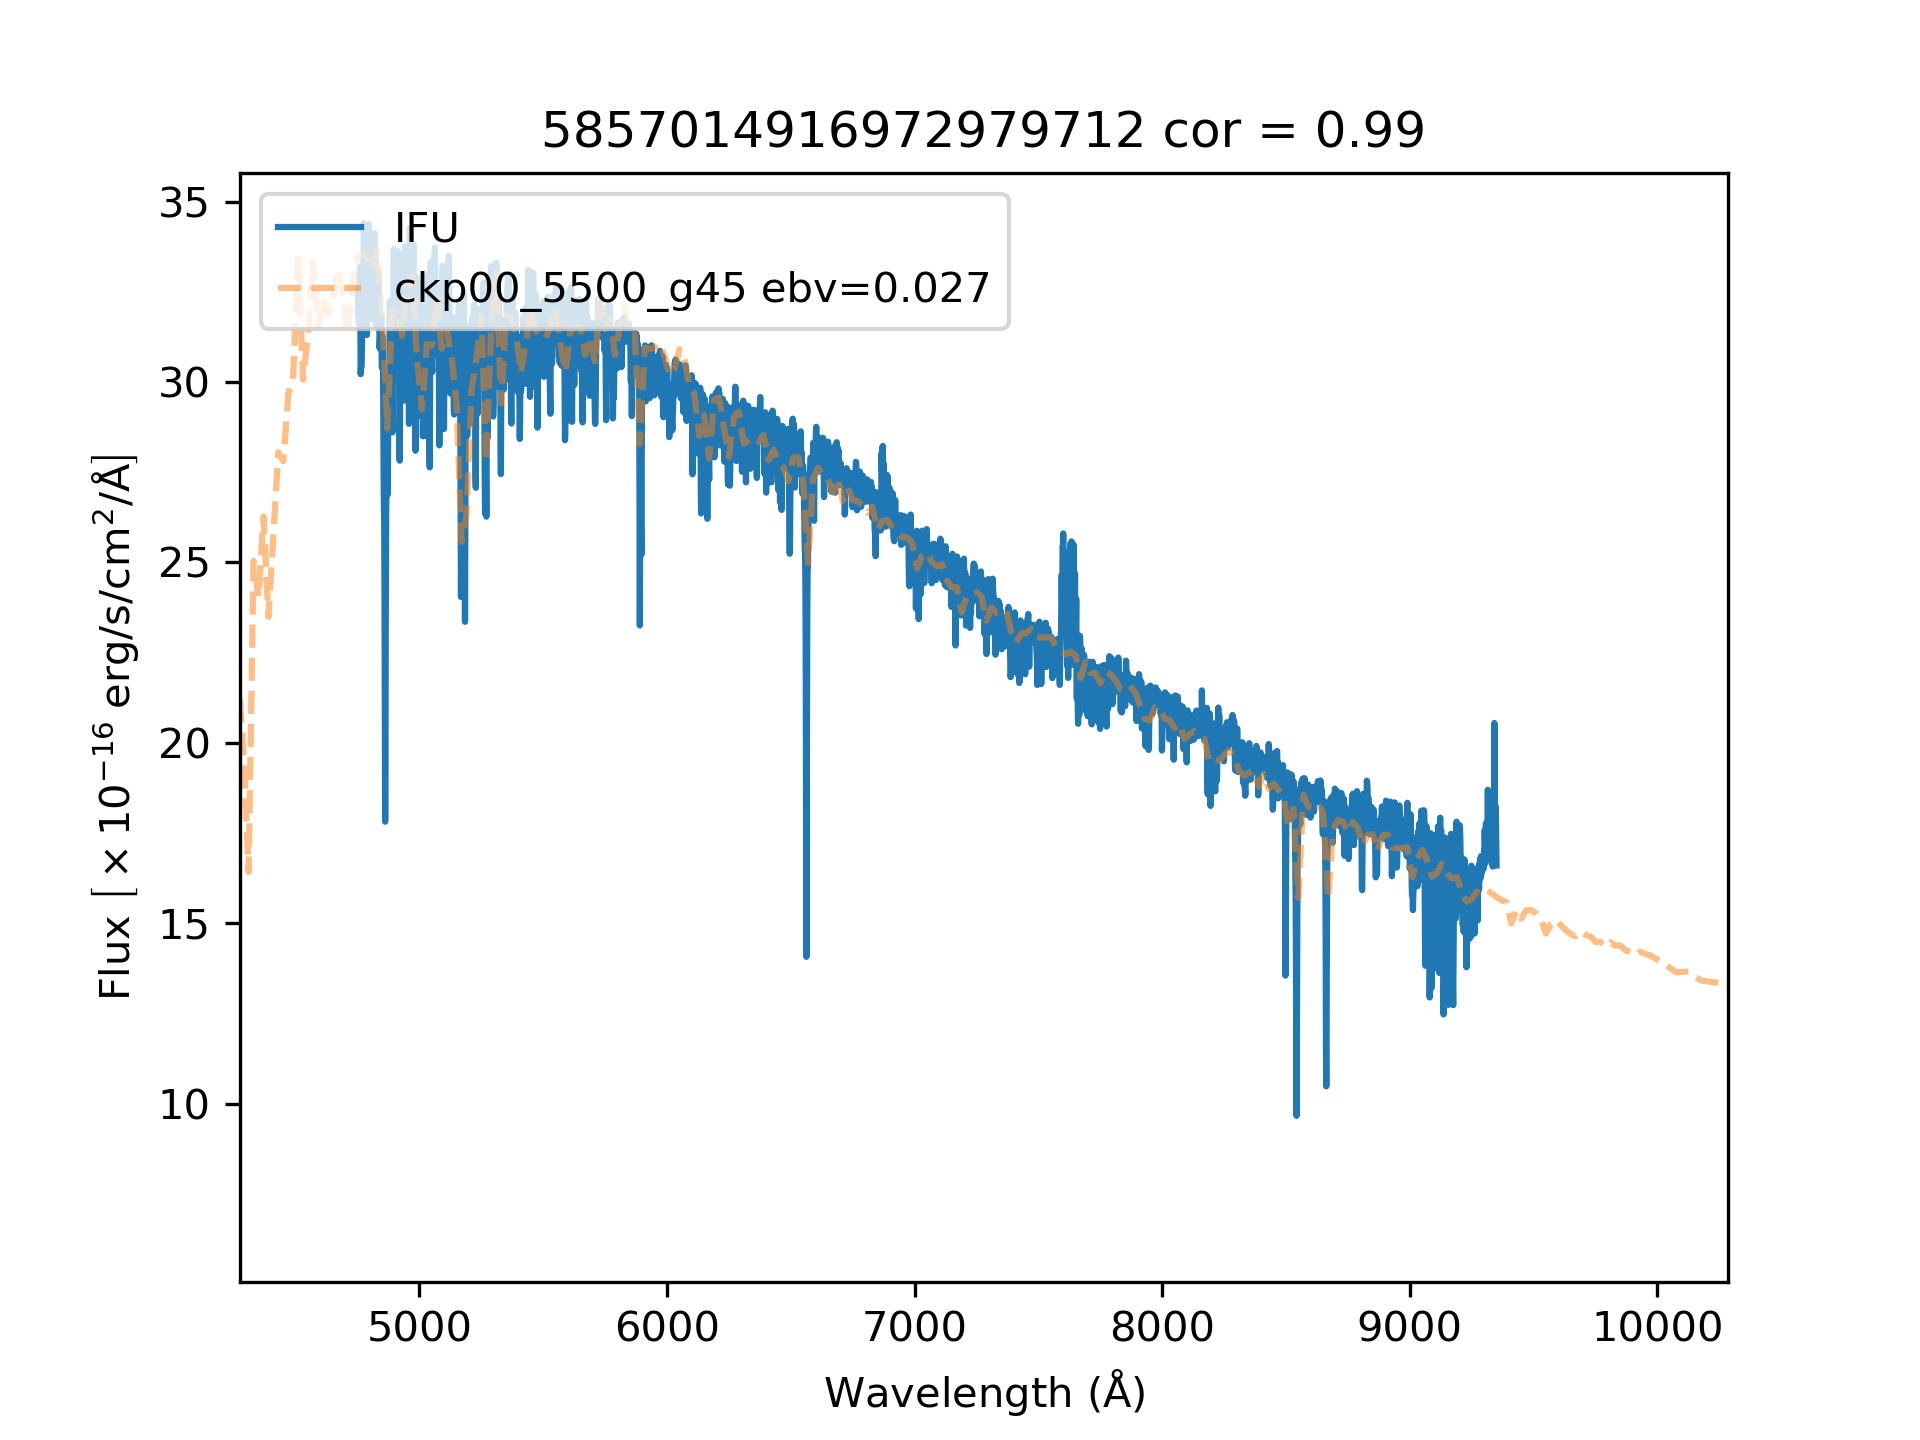 5857014916972979712 cor = 0.99
IFU
ckp00_5500_g45 ebv=0.027
35
30
25
20
15
10
Flux [× 10⁻¹⁶ erg/s/cm²/Å]
5000 6000 7000 8000 9000 10000
Wavelength (Å)